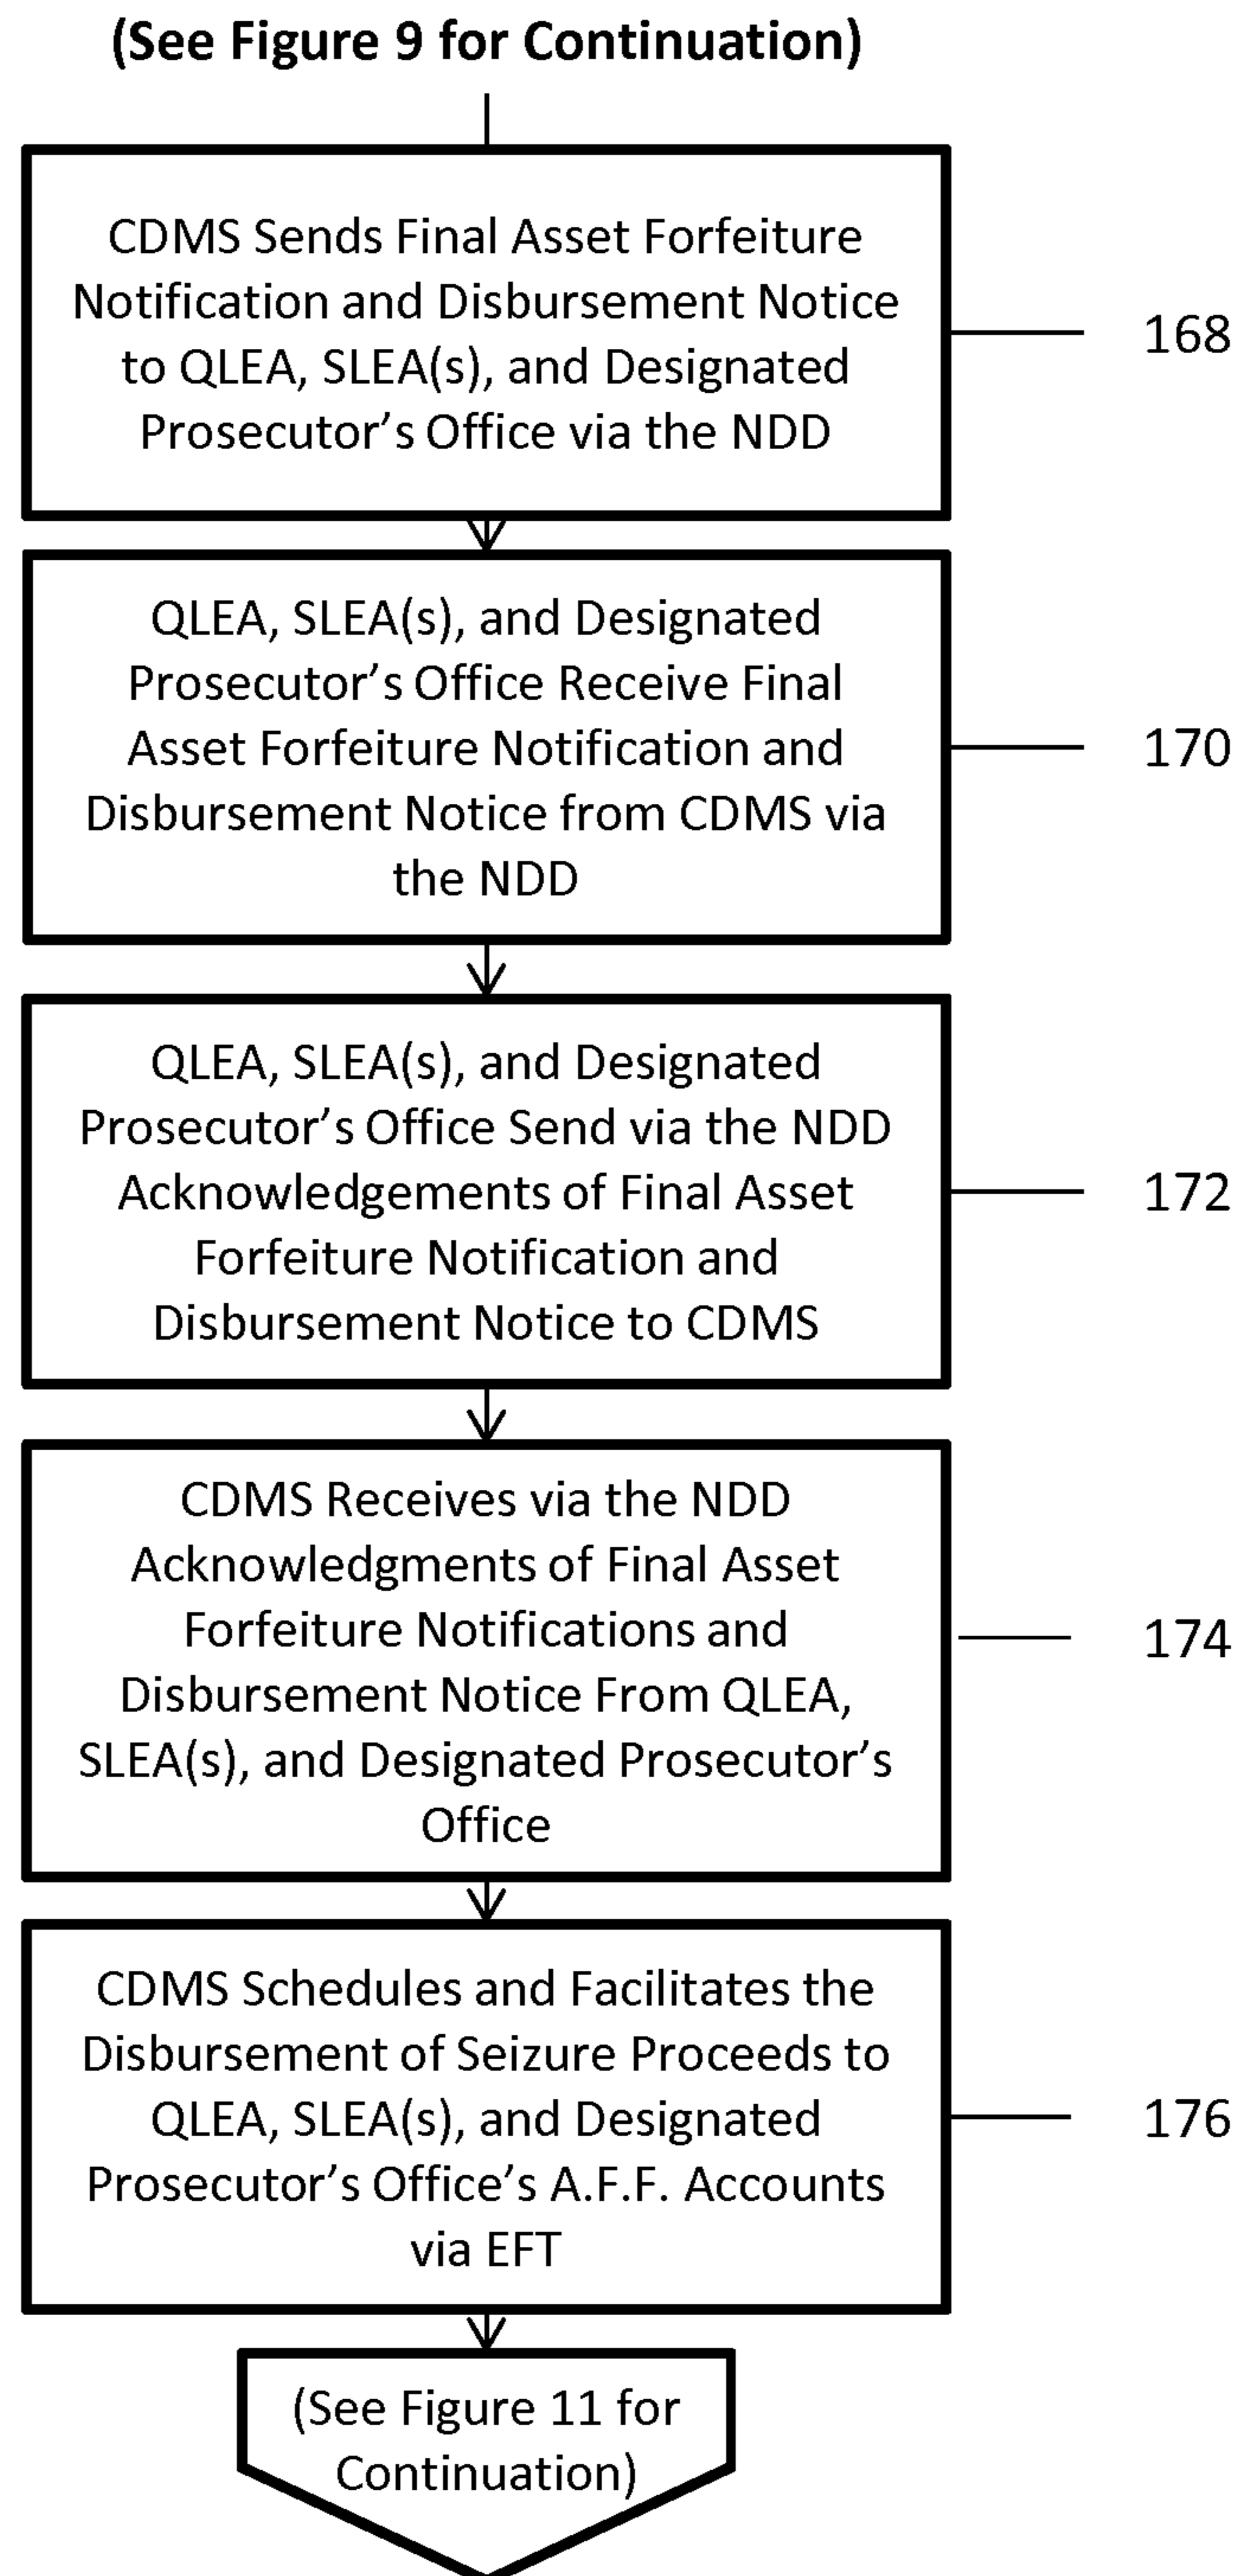 (See Figure 9 for Continuation)
CDMS Sends Final Asset Forfeiture
Notification and Disbursement Notice
to QLEA, SLEA(s), and Designated
Prosecutor’s Office via the NDD
168
QLEA, SLEA(s), and Designated
Prosecutor’s Office Receive Final
Asset Forfeiture Notification and
Disbursement Notice from CDMS via
the NDD
170
QLEA, SLEA(s), and Designated
Prosecutor’s Office Send via the NDD
Acknowledgements of Final Asset
Forfeiture Notification and
Disbursement Notice to CDMS
172
CDMS Receives via the NDD
Acknowledgments of Final Asset
Forfeiture Notifications and
Disbursement Notice From QLEA,
SLEA(s), and Designated Prosecutor’s
Office
174
CDMS Schedules and Facilitates the
Disbursement of Seizure Proceeds to
QLEA, SLEA(s), and Designated
Prosecutor’s Office’s A.F.F. Accounts
via EFT
176
(See Figure 11 for
Continuation)